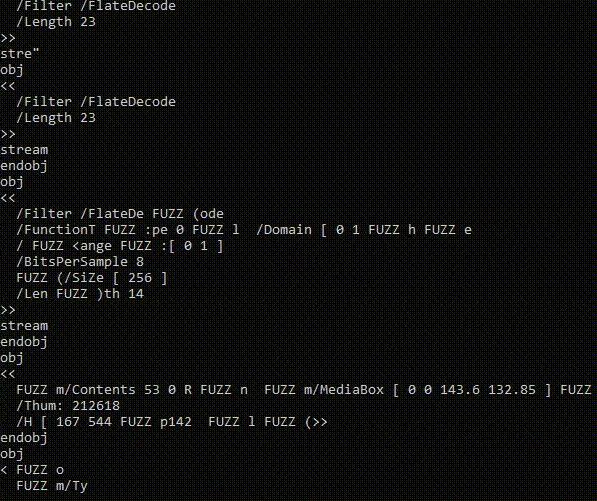 /Filter /FlateDecode
/Length 23
>>
stre"
obj
<<
/Filter /FlateDecode
/Length 23
>>
stream
endobj
obj
<<
/Filter /FlateDe FUZZ (ode
/FunctionT FUZZ :pe 0 FUZZ l  /Domain [ 0 1 FUZZ h FUZZ e
/ FUZZ <ange FUZZ :[ 0 1 ]
/BitsPerSample 8
FUZZ (/SiZe [ 256 ]
/Len FUZZ )th 14
>>
stream
endobj
obj
<<
FUZZ m/Contents 53 0 R FUZZ n  FUZZ m/MediaBox [ 0 0 143.6 132.85 ] FUZZ
/Thum: 212618
/H [ 167 544 FUZZ p142  FUZZ l FUZZ (>>
endobj
obj
< FUZZ o
FUZZ m/Ty